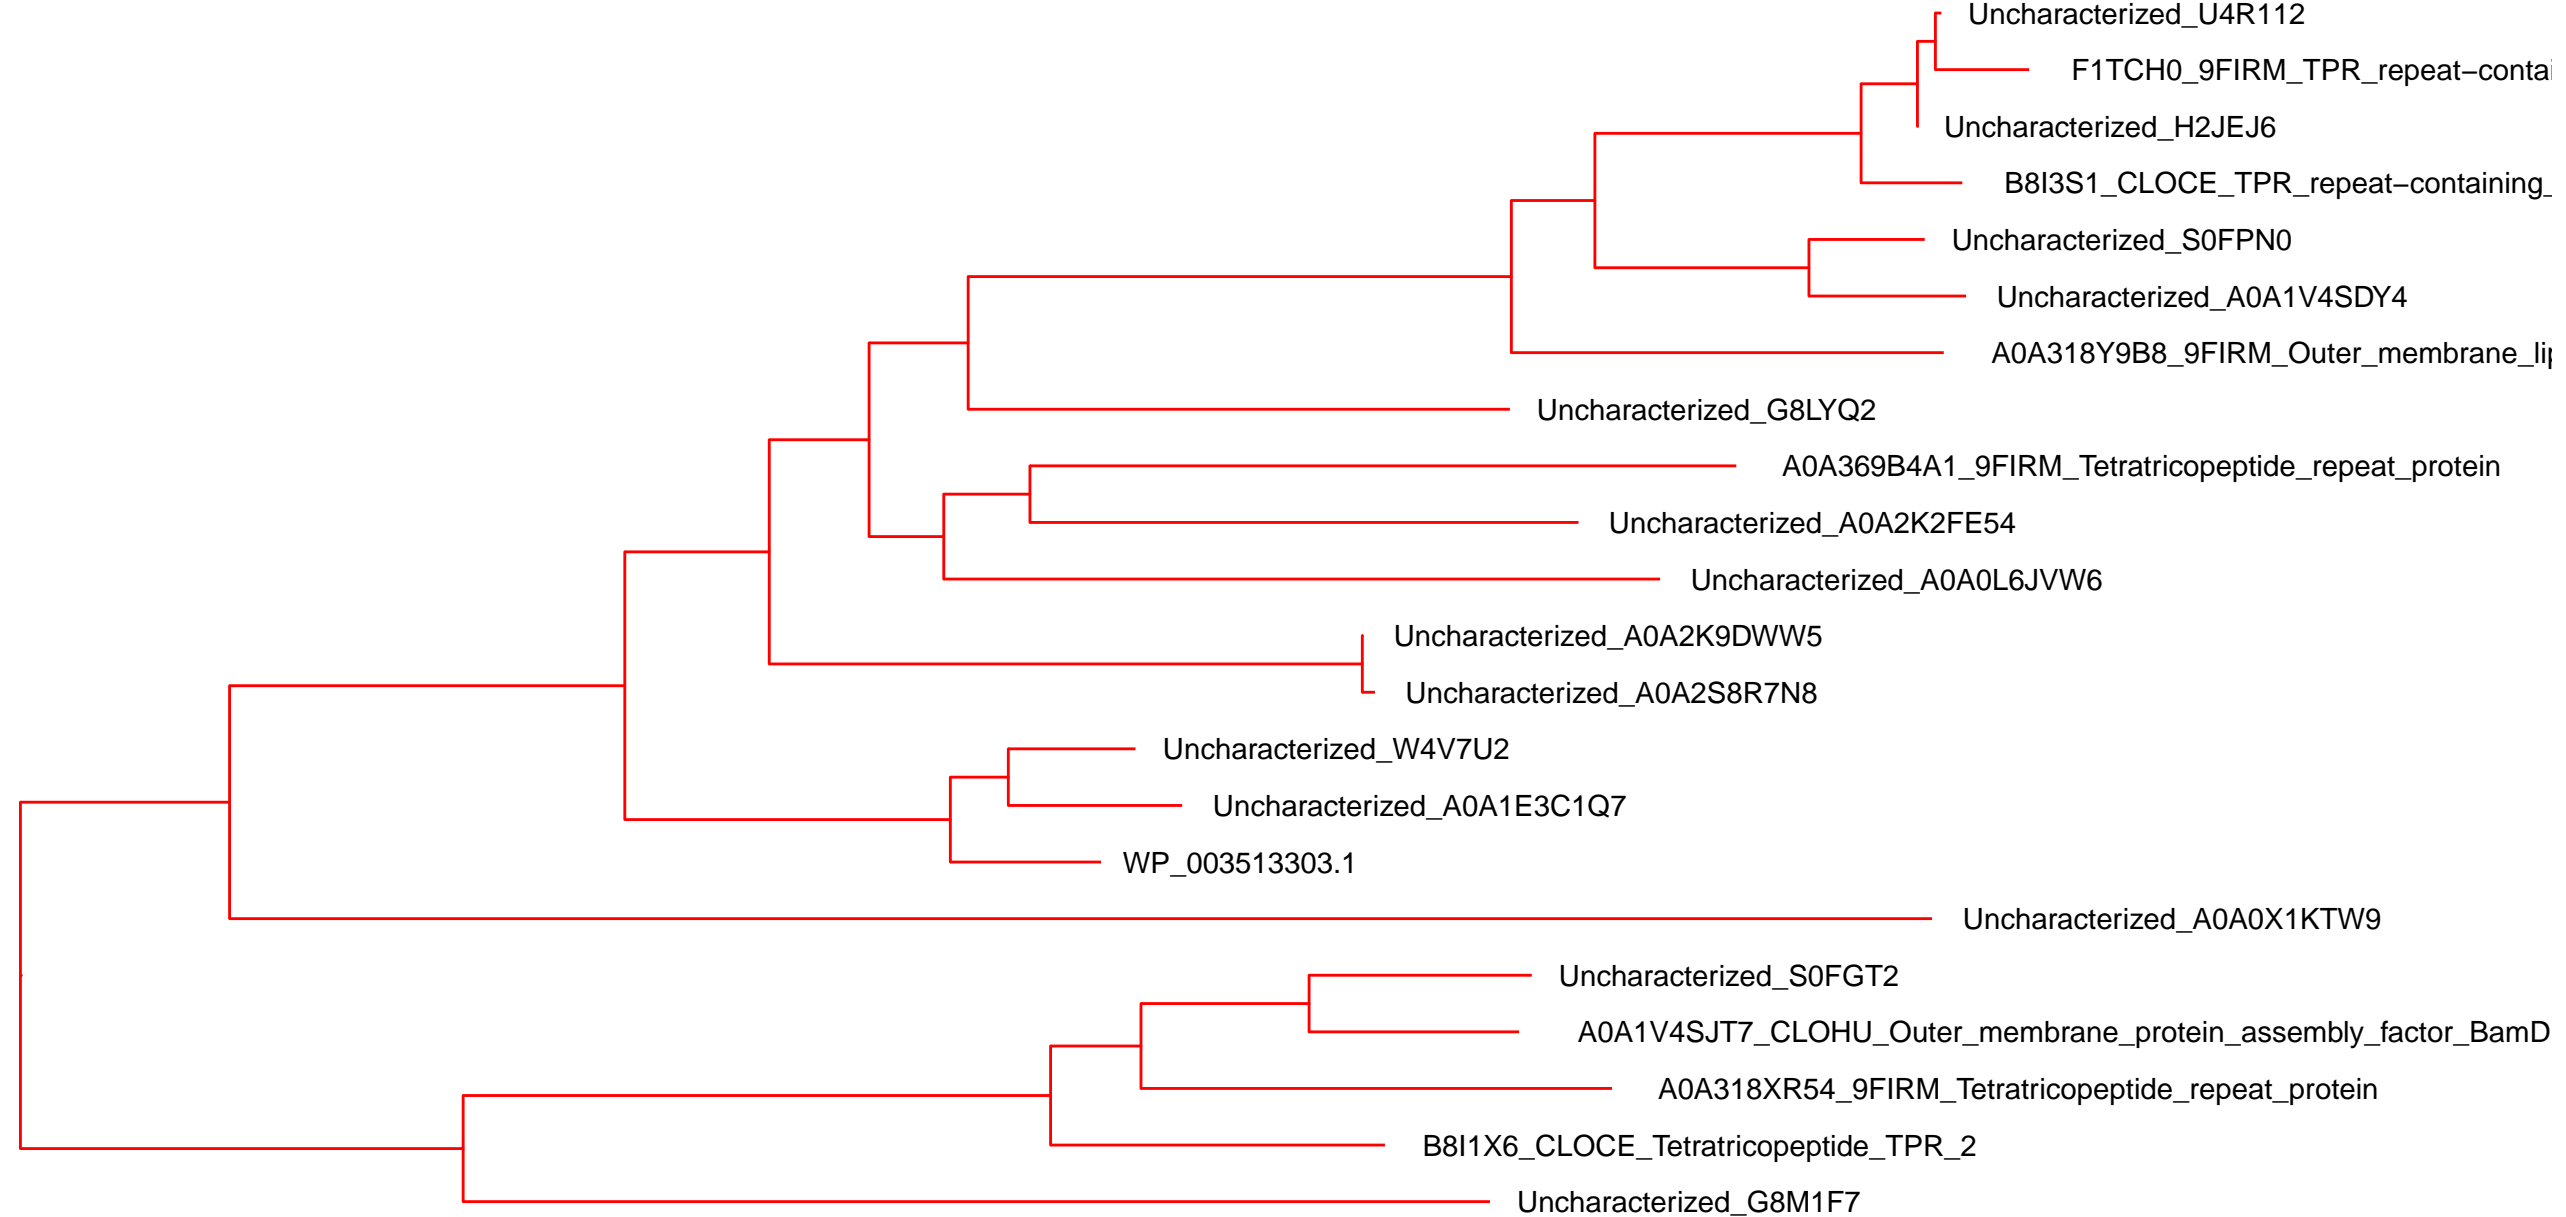 Uncharacterized_U4R112
F1TCH0_9FIRM_TPR_repeat−contai
Uncharacterized_H2JEJ6
B8I3S1_CLOCE_TPR_repeat−containing_
Uncharacterized_S0FPN0
Uncharacterized_A0A1V4SDY4
A0A318Y9B8_9FIRM_Outer_membrane_lip
Uncharacterized_G8LYQ2
A0A369B4A1_9FIRM_Tetratricopeptide_repeat_protein
Uncharacterized_A0A2K2FE54
Uncharacterized_A0A0L6JVW6
Uncharacterized_A0A2K9DWW5
Uncharacterized_A0A2S8R7N8
Uncharacterized_W4V7U2
Uncharacterized_A0A1E3C1Q7
WP_003513303.1
Uncharacterized_A0A0X1KTW9
Uncharacterized_S0FGT2
A0A1V4SJT7_CLOHU_Outer_membrane_protein_assembly_factor_BamD
A0A318XR54_9FIRM_Tetratricopeptide_repeat_protein
B8I1X6_CLOCE_Tetratricopeptide_TPR_2
Uncharacterized_G8M1F7